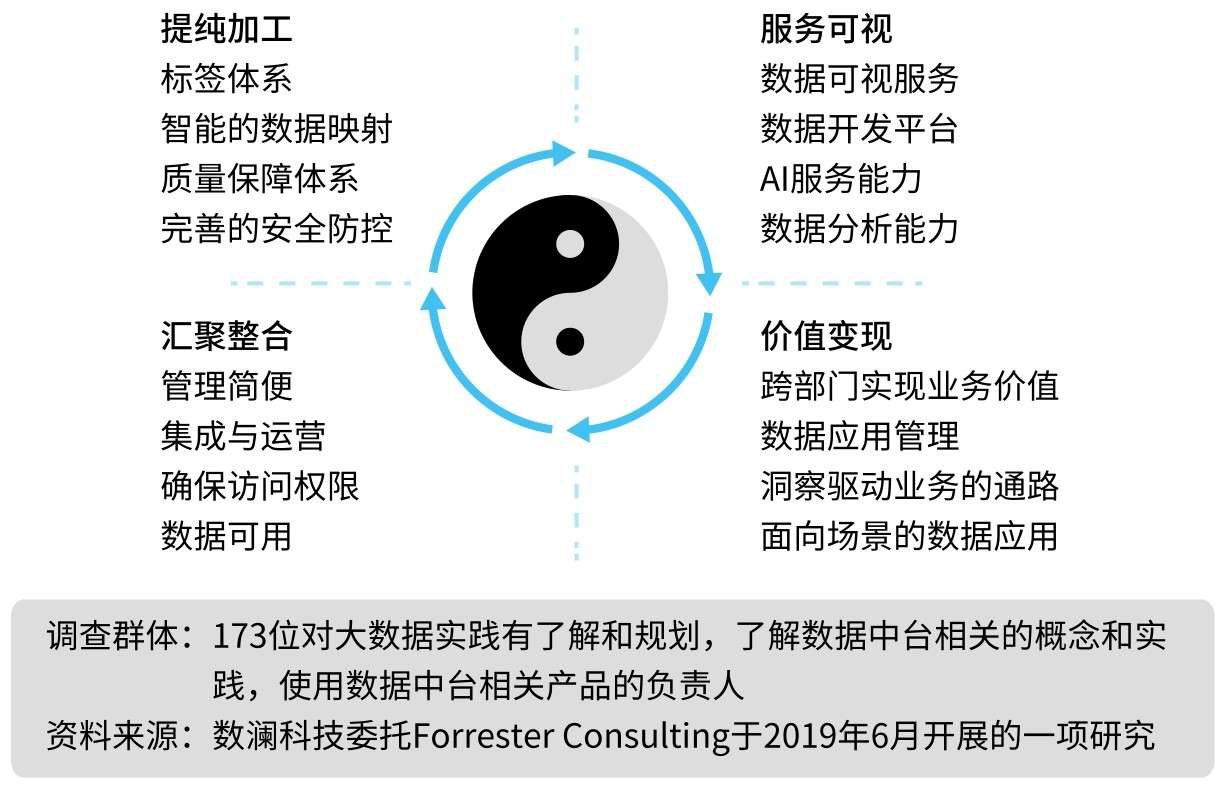 提纯加工
标签体系
智能的数据映射
质量保障体系
完善的安全防控
服务可视
数据可视服务
数据开发平台
AI服务能力
数据分析能力
汇聚整合
管理简便
集成与运营
确保访问权限
数据可用
价值变现
跨部门实现业务价值
数据应用管理
洞察驱动业务的通路
面向场景的数据应用
调查群体：173位对大数据实践有了解和规划，了解数据中台相关的概念和实
践，使用数据中台相关产品的负责人
资料来源：数澜科技委托Forrester Consulting于2019年6月开展的一项研究